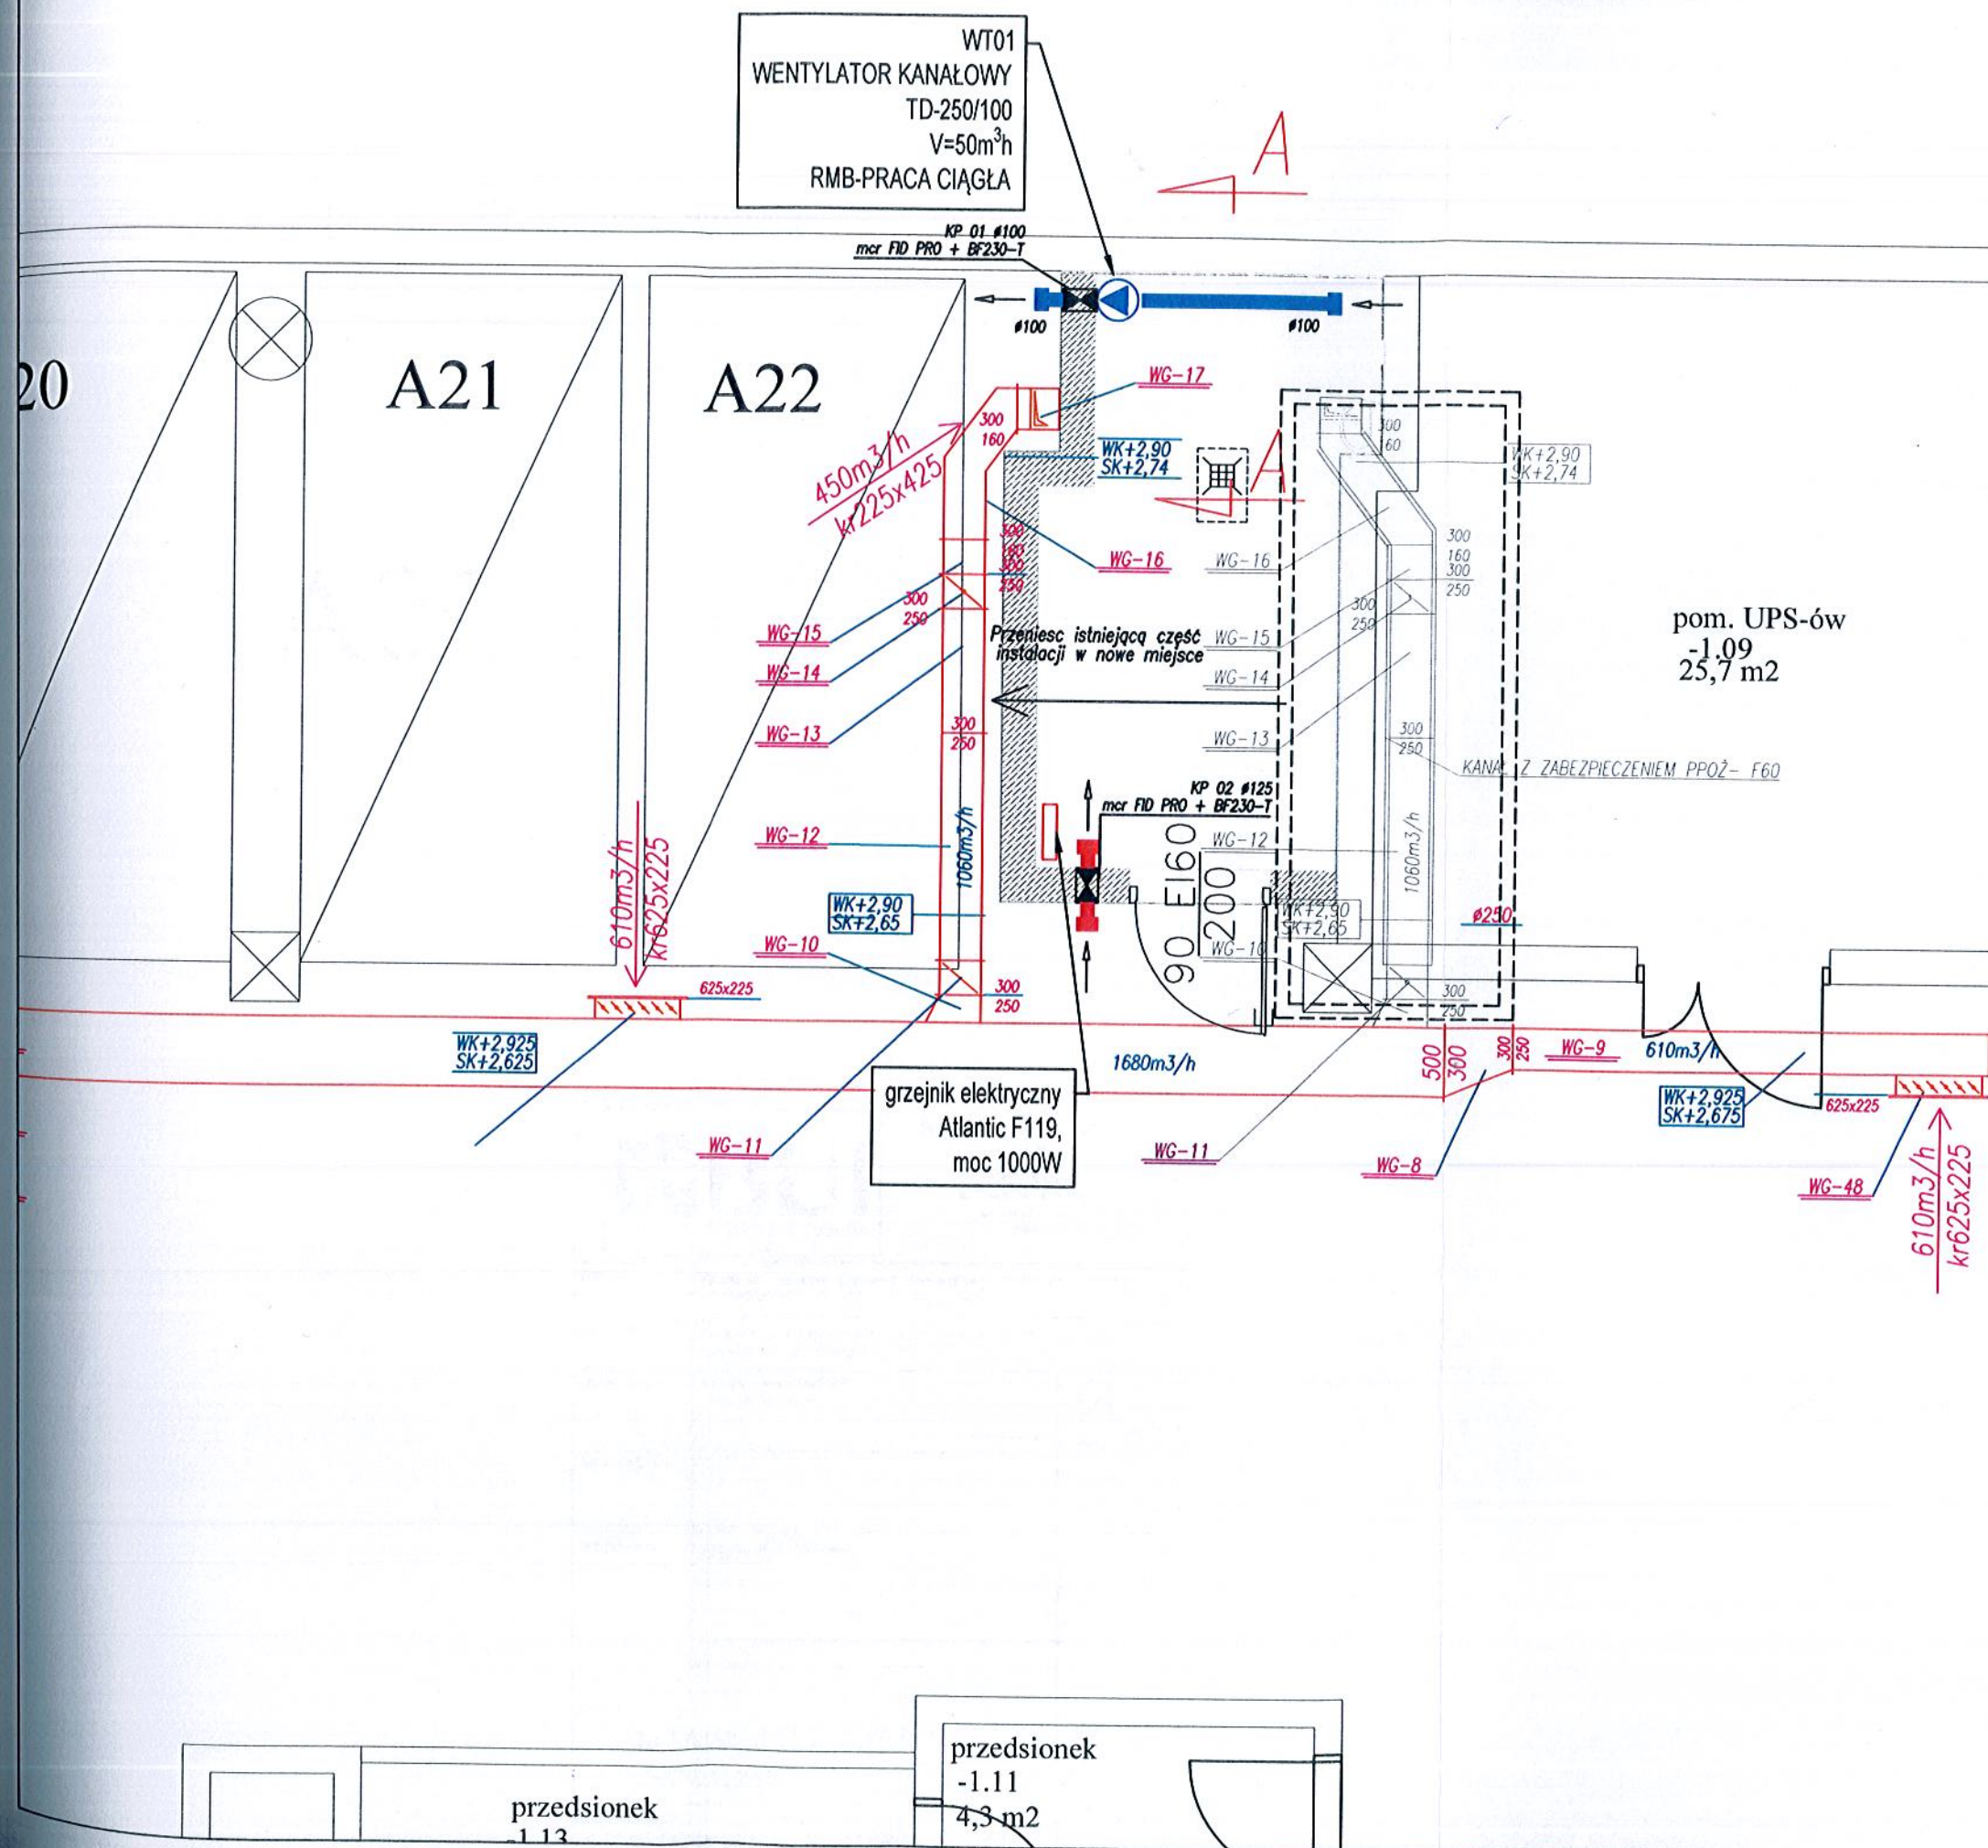 WT01
WENTYLATOR KANAŁOWY
TD-250/100
V=50m³h
RMB-PRACA CIĄGŁA
A
KP 01 ø100
mcr FID PRO + BF230-T
ø100
ø100
20
A21
A22
WG-17
300
160
450m3/h
kr225x425
WK+2,90
SK+2,74
A
300
60
WK+2,90
SK+2,74
300
160
300
250
WG-16
WG-16
300
160
300
250
300
250
300
250
WG-15
Przeniesc istniejącą część
instalacji w nowe miejsce
WG-15
WG-14
WG-14
pom. UPS-ów
-1.09
25,7 m2
WG-13
300
250
WG-13
300
250
KANAŁ Z ZABEZPIECZENIEM PPOŻ- F60
KP 02 ø125
mcr FID PRO + BF230-T
WG-12
1060m3/h
WG-12
1060m3/h
610m3/h
kr625x225
90 EI60
200
WK+2,90
SK+2,65
WK+2,90
SK+2,65
ø250
WG-10
WG-10
625x225
300
250
300
250
WK+2,925
SK+2,625
1680m3/h
500
300
300
250
WG-9
610m3/h
grzejnik elektryczny
Atlantic F119,
moc 1000W
WK+2,925
SK+2,675
625x225
WG-11
WG-11
WG-8
WG-48
610m3/h
kr625x225
przedsionek
-1.11
4,3 m2
przedsionek
-1.13